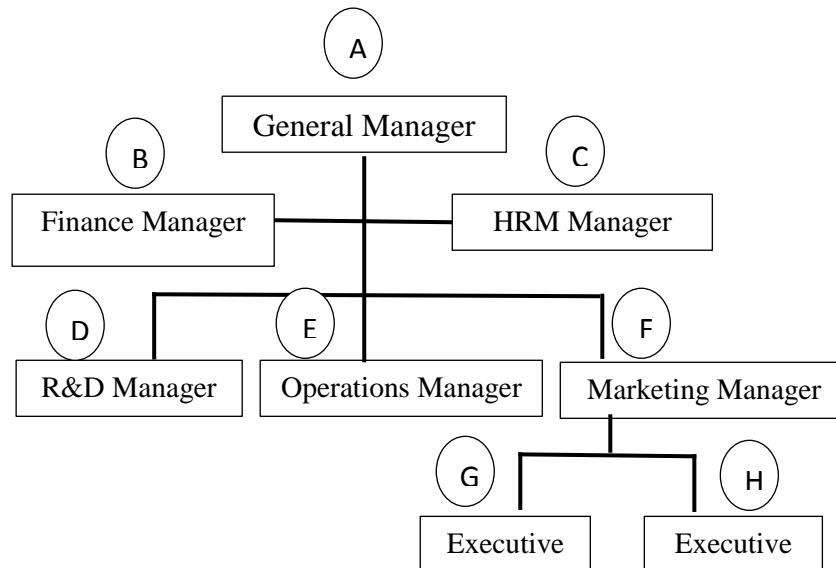 A
General Manager
B
C
Finance Manager
HRM Manager
D
E
F
R&D Manager
Operations Manager
Marketing Manager
G
H
Executive
Executive